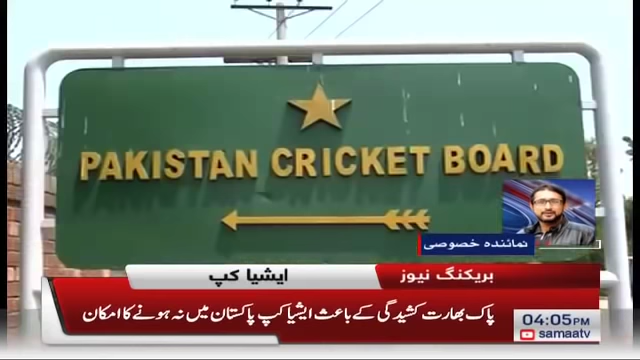 PAKISTAN CRICKET BOARD
نمائندہ خصوصی
بریکنگ نیوز
ایشیا کپ
پاک بھارت کشیدگی کے باعث ایشیا کپ پاکستان میں نہ ہونے کا امکان
04:05PM
samaatv